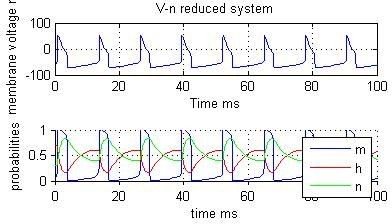 V-n reduced system
membrane voltage
100
0
-100
0 20 40 60 80 100
Time ms
probabilities
1
0.5
0
0 20 40 60 80 100
time ms
m
h
n